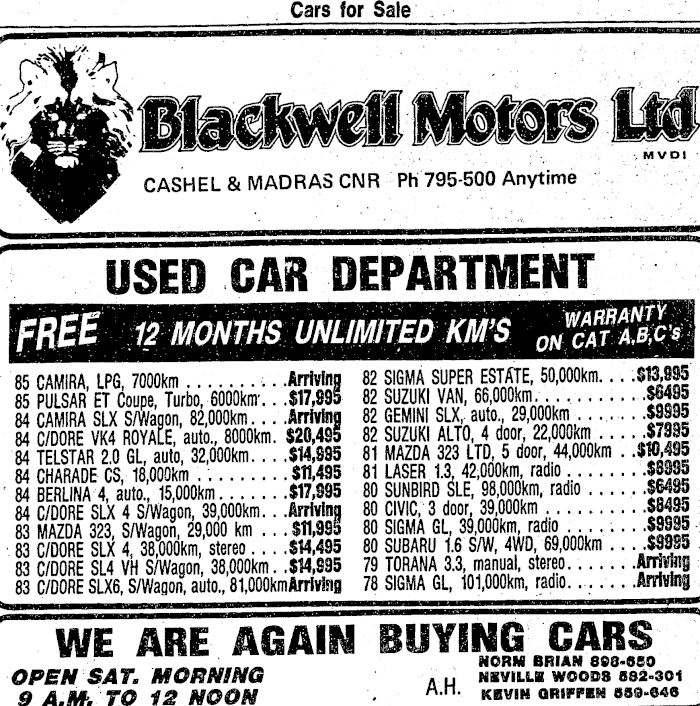 Cars for Sale
Blackwell Motors Ltd
MVDI
CASHEL & MADRAS CNR Ph 795-500 Anytime
USED CAR DEPARTMENT
FREE 12 MONTHS UNLIMITED KM'S WARRANTY ON CAT A,B,C's
85 CAMIRA, LPG, 7000km . . . . . . . . . . Arriving
85 PULSAR ET Coupe, Turbo, 6000km . . . $17,995
84 CAMIRA SLX S/Wagon, 82,000km . . . . Arriving
84 C/DORE VK4 ROYALE, auto., 8000km. $20,495
84 TELSTAR 2.0 GL, auto, 32,000km . . . . $14,995
84 CHARADE CS, 18,000km . . . . . . . . $11,495
84 BERLINA 4, auto., 15,000km . . . . . . $17,995
84 C/DORE SLX 4 S/Wagon, 39,000km . . . Arriving
83 MAZDA 323, S/Wagon, 29,000 km . . . $11,995
83 C/DORE SLX 4, 38,000km, stereo . . . . $14,495
83 C/DORE SL4 VH S/Wagon, 38,000km . . $14,995
83 C/DORE SLX6, S/Wagon, auto., 81,000km Arriving
82 SIGMA SUPER ESTATE, 50,000km. . . . $13,995
82 SUZUKI VAN, 66,000km. . . . . . . . . . $6495
82 GEMINI SLX, auto., 29,000km . . . . . . $9995
82 SUZUKI ALTO, 4 door, 22,000km . . . . . $7995
81 MAZDA 323 LTD, 5 door, 44,000km . . $10,495
81 LASER 1.3, 42,000km, radio . . . . . . . $8995
80 SUNBIRD SLE, 98,000km, radio . . . . . $6495
80 CIVIC, 3 door, 39,000km . . . . . . . . $8495
80 SIGMA GL, 39,000km, radio . . . . . . . $9995
80 SUBARU 1.6 S/W, 4WD, 69,000km . . . . $9995
79 TORANA 3.3, manual, stereo. . . . . . Arriving
78 SIGMA GL, 101,000km, radio. . . . . . Arriving
WE ARE AGAIN BUYING CARS
OPEN SAT. MORNING
9 A.M. TO 12 NOON
A.H.
NORM BRIAN 898-650
NEVILLE WOODS 582-301
KEVIN GRIFFEN 559-646